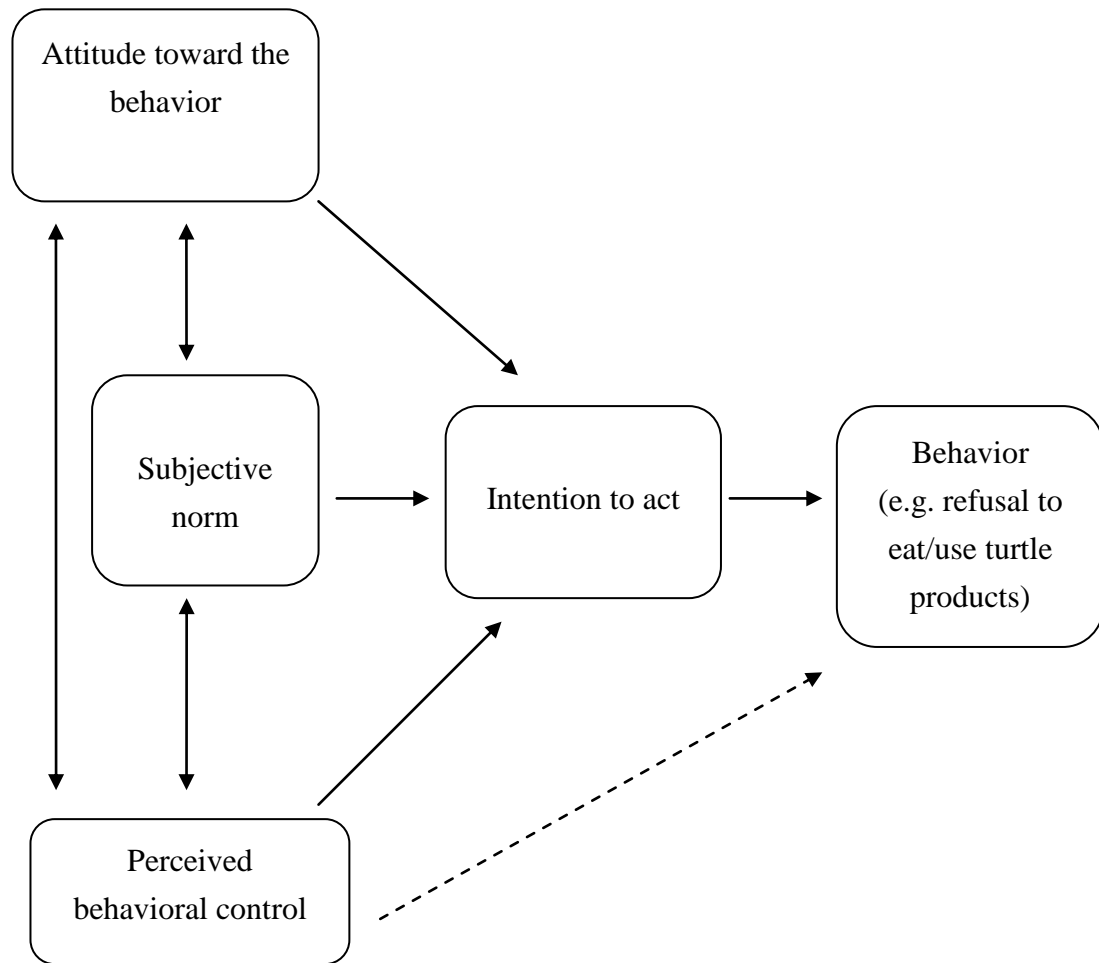 Attitude toward the
behavior
Subjective
norm
Intention to act
Behavior
(e.g. refusal to
eat/use turtle
products)
Perceived
behavioral control